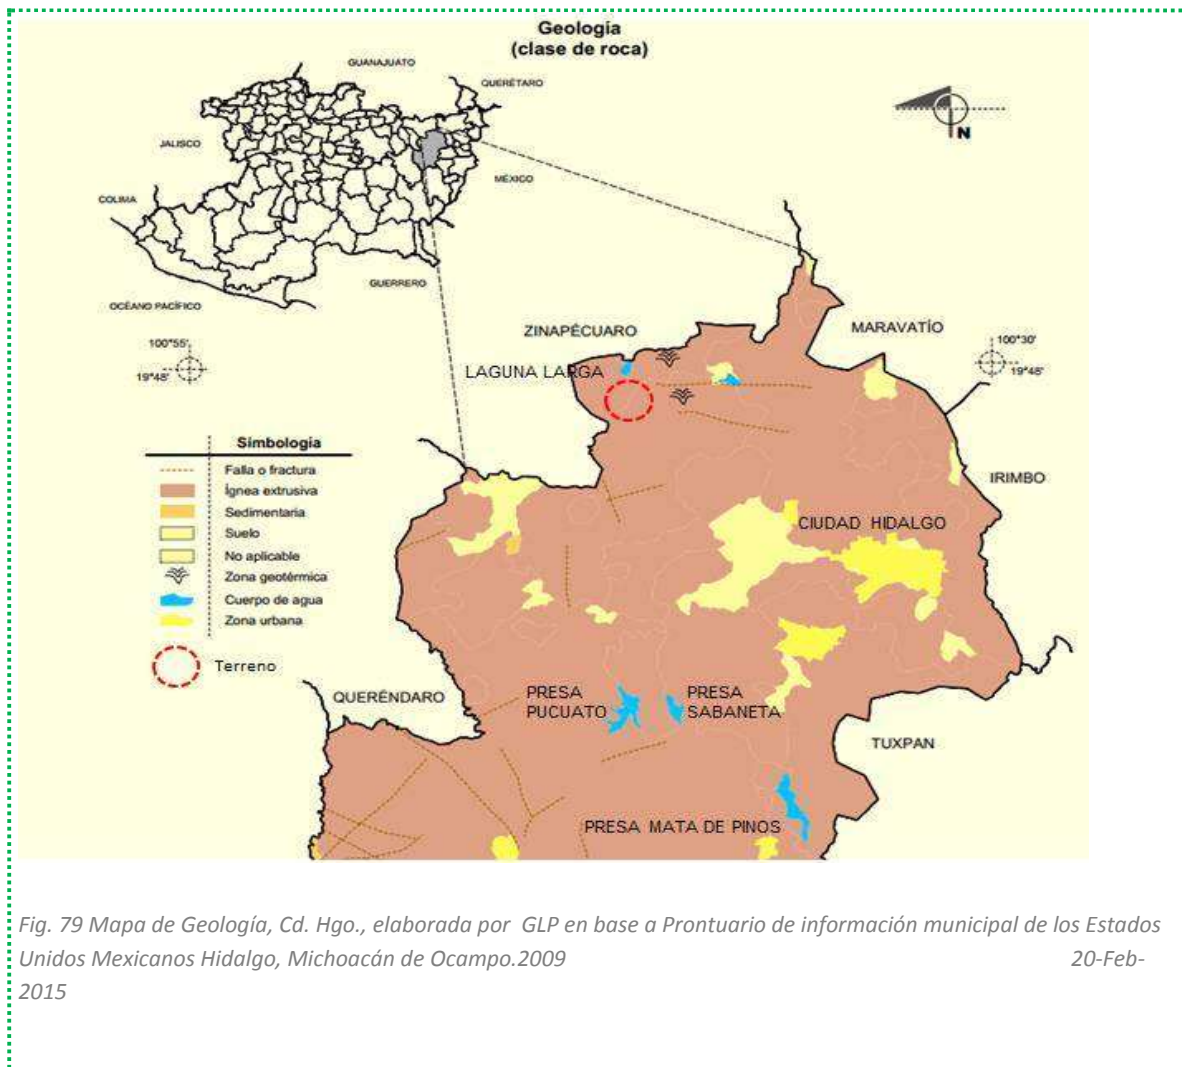 Geología
(clase de roca)
GUANAJUATO
QUERÉTARO
JALISCO
N
MÉXICO
COLIMA
GUERRERO
OCÉANO PACÍFICO
ZINAPÉCUARO
MARAVATÍO
100°55'
19°48'
100°30'
19°48'
LAGUNA LARGA
Simbología
Falla o fractura
Ígnea extrusiva
Sedimentaria
Suelo
No aplicable
Zona geotérmica
Cuerpo de agua
Zona urbana
Terreno
IRIMBO
CIUDAD HIDALGO
QUERÉNDARO
PRESA
PUCUATO
PRESA
SABANETA
TUXPAN
PRESA MATA DE PINOS
Fig. 79 Mapa de Geología, Cd. Hgo., elaborada por GLP en base a Prontuario de información municipal de los Estados
Unidos Mexicanos Hidalgo, Michoacán de Ocampo.2009 20-Feb-
2015